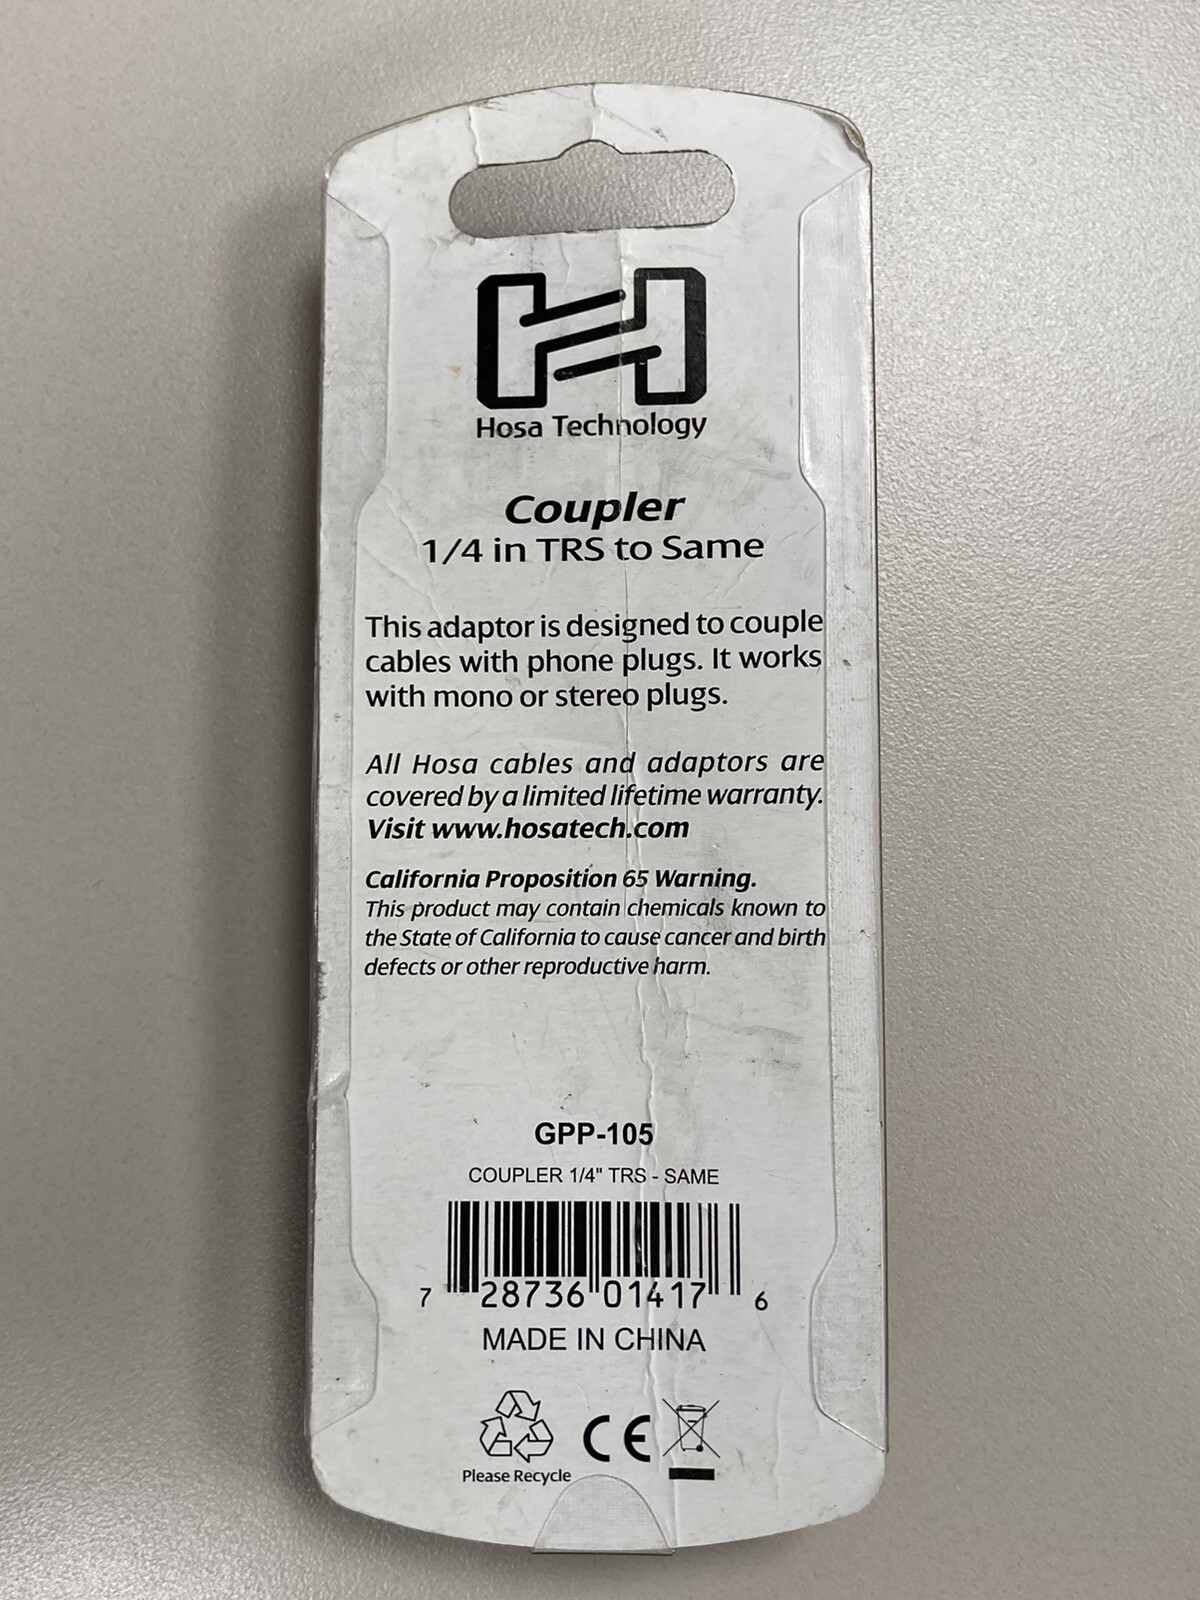 Hosa Technology
Coupler
1/4 in TRS to Same
This adaptor is designed to couple
cables with phone plugs. It works
with mono or stereo plugs.
All Hosa cables and adaptors are
covered by a limited lifetime warranty.
Visit www.hosatech.com
California Proposition 65 Warning.
This product may contain chemicals known to
the State of California to cause cancer and birth
defects or other reproductive harm.
GPP-105
COUPLER 1/4" TRS - SAME
7 28736 01417 6
MADE IN CHINA
CE
Please Recycle